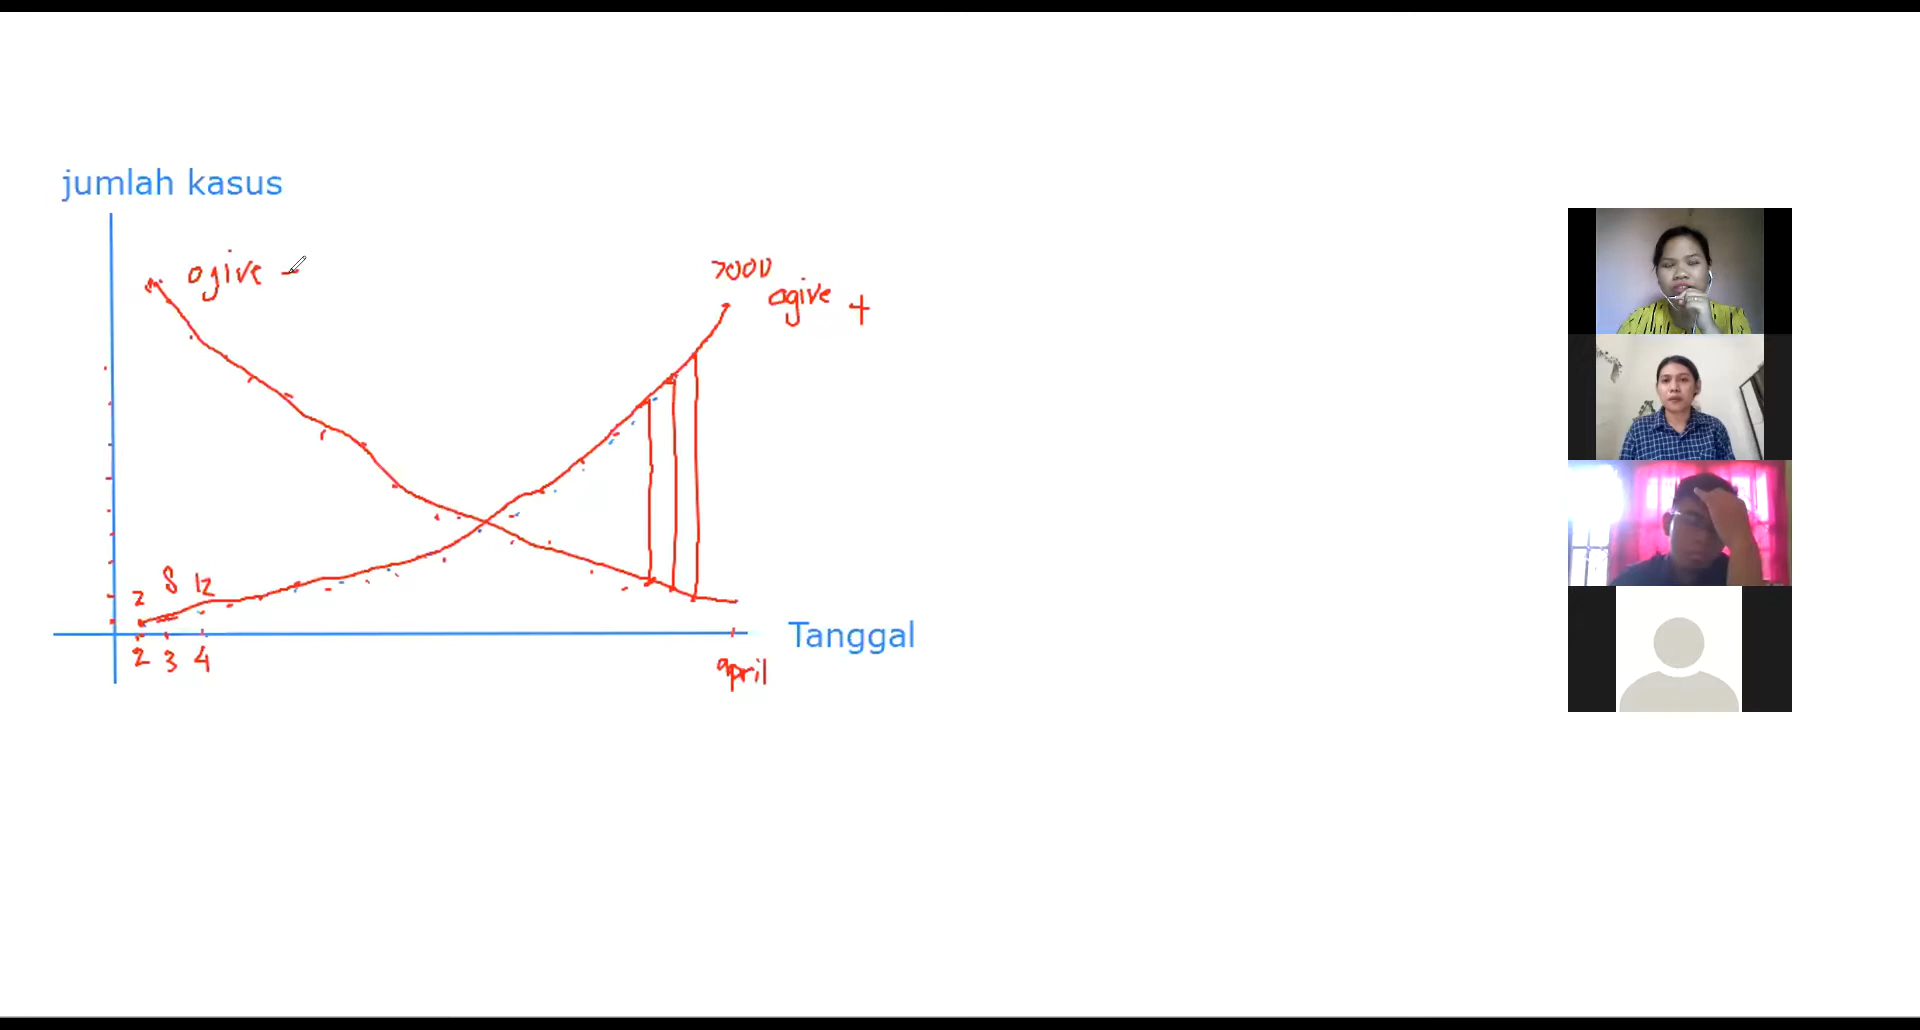 jumlah kasus
ogive -
7000
ogive +
2 8 12
Tanggal
2 3 4
april